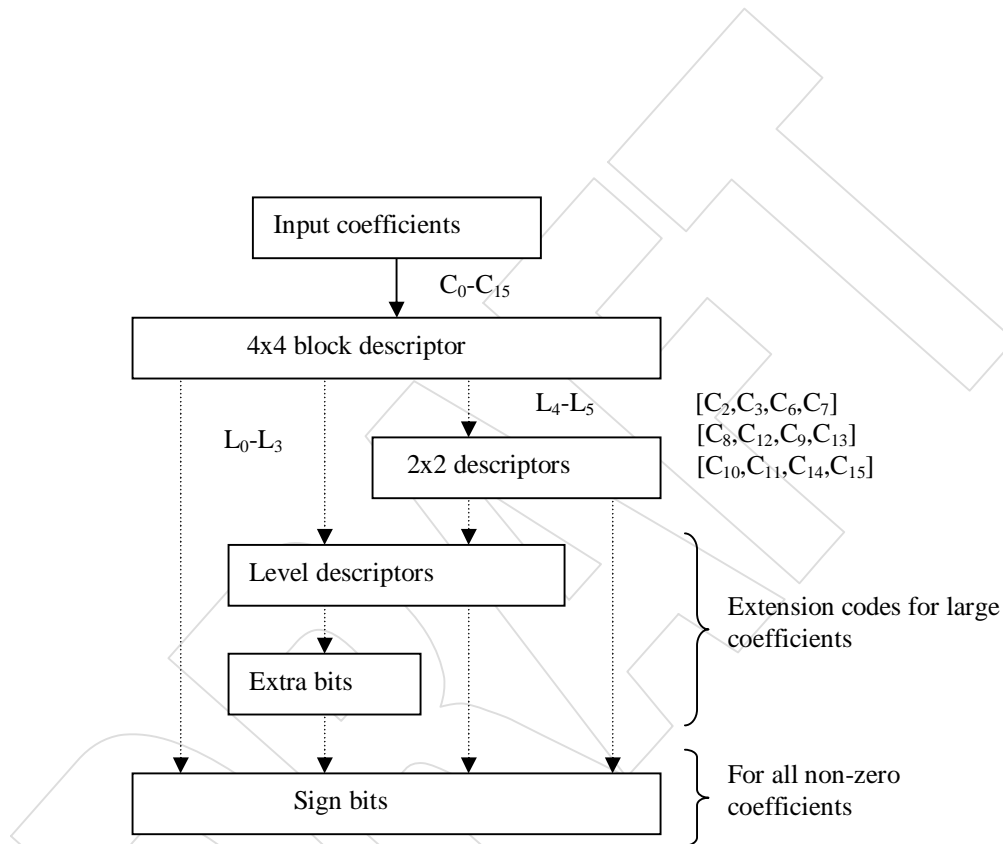 Input coefficients
C₀-C₁₅
4x4 block descriptor
L₀-L₃
L₄-L₅
[C₂,C₃,C₆,C₇]
[C₈,C₁₂,C₉,C₁₃]
[C₁₀,C₁₁,C₁₄,C₁₅]
2x2 descriptors
Level descriptors
Extension codes for large
coefficients
Extra bits
For all non-zero
coefficients
Sign bits